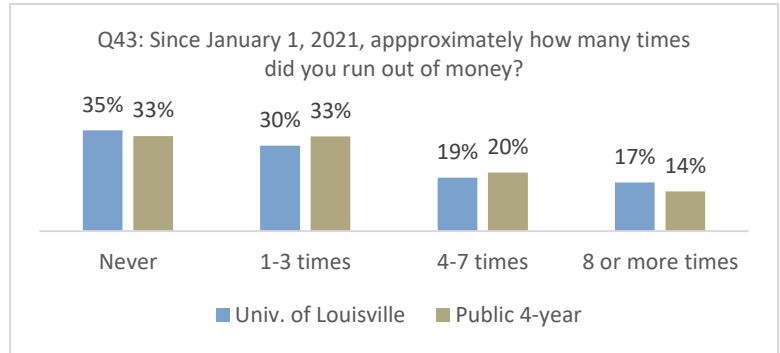 Q43: Since January 1, 2021, appproximately how many times
did you run out of money?
35%
33%
30%
33%
19%
20%
17%
14%
Never
1-3 times
4-7 times
8 or more times
Univ. of Louisville
Public 4-year